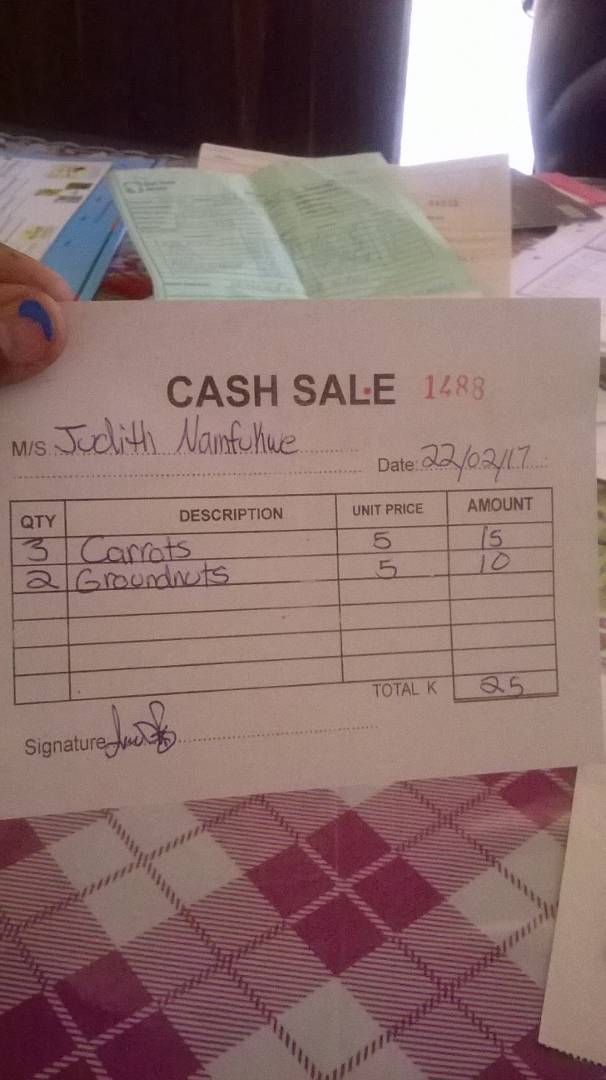 CASH SALE 1488
M/S. Judith Namfukwe
Date: 22/02/17
QTY DESCRIPTION UNIT PRICE AMOUNT
3 Carrots 5 15
2 Groundnuts 5 10
TOTAL K 25
Signature